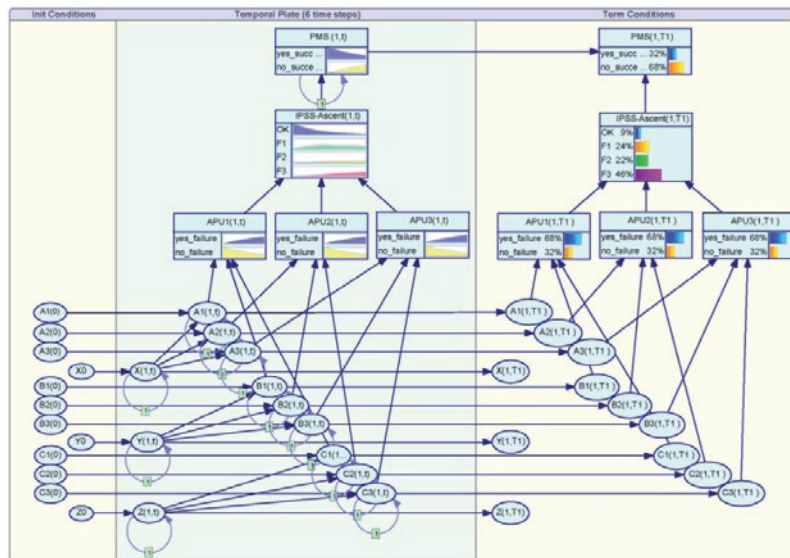 Init Conditions
Temporal Plate (6 time steps)
Term Conditions
PMS (1,t)
yes_succ ...
no_succe ...
PMS(1,T1)
yes_succ ... 32%
no_succe ... 68%
IPSS-Ascent(1,t)
OK
F1
F2
F3
IPSS-Ascent(1,T1)
OK 9%
F1 24%
F2 22%
F3 46%
APU1(1,t)
yes_failure
no_failure
APU2(1,t)
yes_failure
no_failure
APU3(1,t)
yes_failure
no_failure
APU1(1,T1 )
yes_failure 68%
no_failure 32%
APU2(1,T1 )
yes_failure 68%
no_failure 32%
APU3(1,T1 )
yes_failure 68%
no_failure 32%
A1(0)
A1(1,t)
A1(1,T1 )
A2(0)
A2(1,t)
A2(1,T1 )
A3(0)
A3(1,t)
A3(1,T1 )
X0
X(1,t)
X(1,T1)
B1(0)
B1(1,t)
B1(1,T1 )
B2(0)
B2(1,t)
B2(1,T1 )
B3(0)
B3(1,t)
B3(1,T1 )
Y0
Y(1,t)
Y(1,T1)
C1(0)
C1(1...
C1(1,T1 )
C2(0)
C2(1,t)
C2(1,T1 )
C3(0)
C3(1,t)
C3(1,T1 )
Z0
Z(1,t)
Z(1,T1)